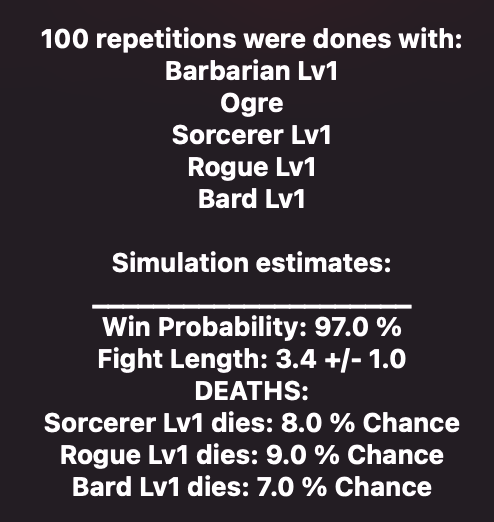 100 repetitions were dones with:
Barbarian Lv1
Ogre
Sorcerer Lv1
Rogue Lv1
Bard Lv1
Simulation estimates:
Win Probability: 97.0 %
Fight Length: 3.4 +/- 1.0
DEATHS:
Sorcerer Lv1 dies: 8.0 % Chance
Rogue Lv1 dies: 9.0 % Chance
Bard Lv1 dies: 7.0 % Chance